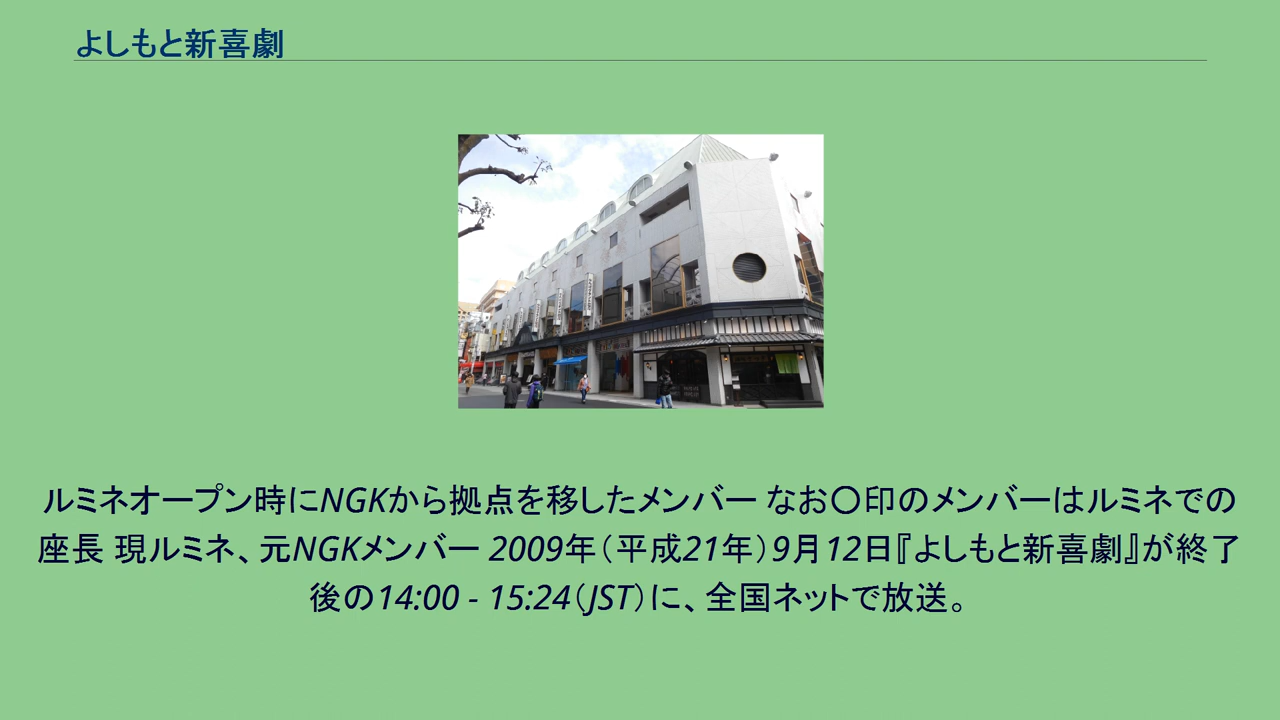 よしもと新喜劇
ルミネオープン時にNGKから拠点を移したメンバー なお〇印のメンバーはルミネでの
座長 現ルミネ、元NGKメンバー 2009年（平成21年）9月12日『よしもと新喜劇』が終了
後の14:00 - 15:24（JST）に、全国ネットで放送。